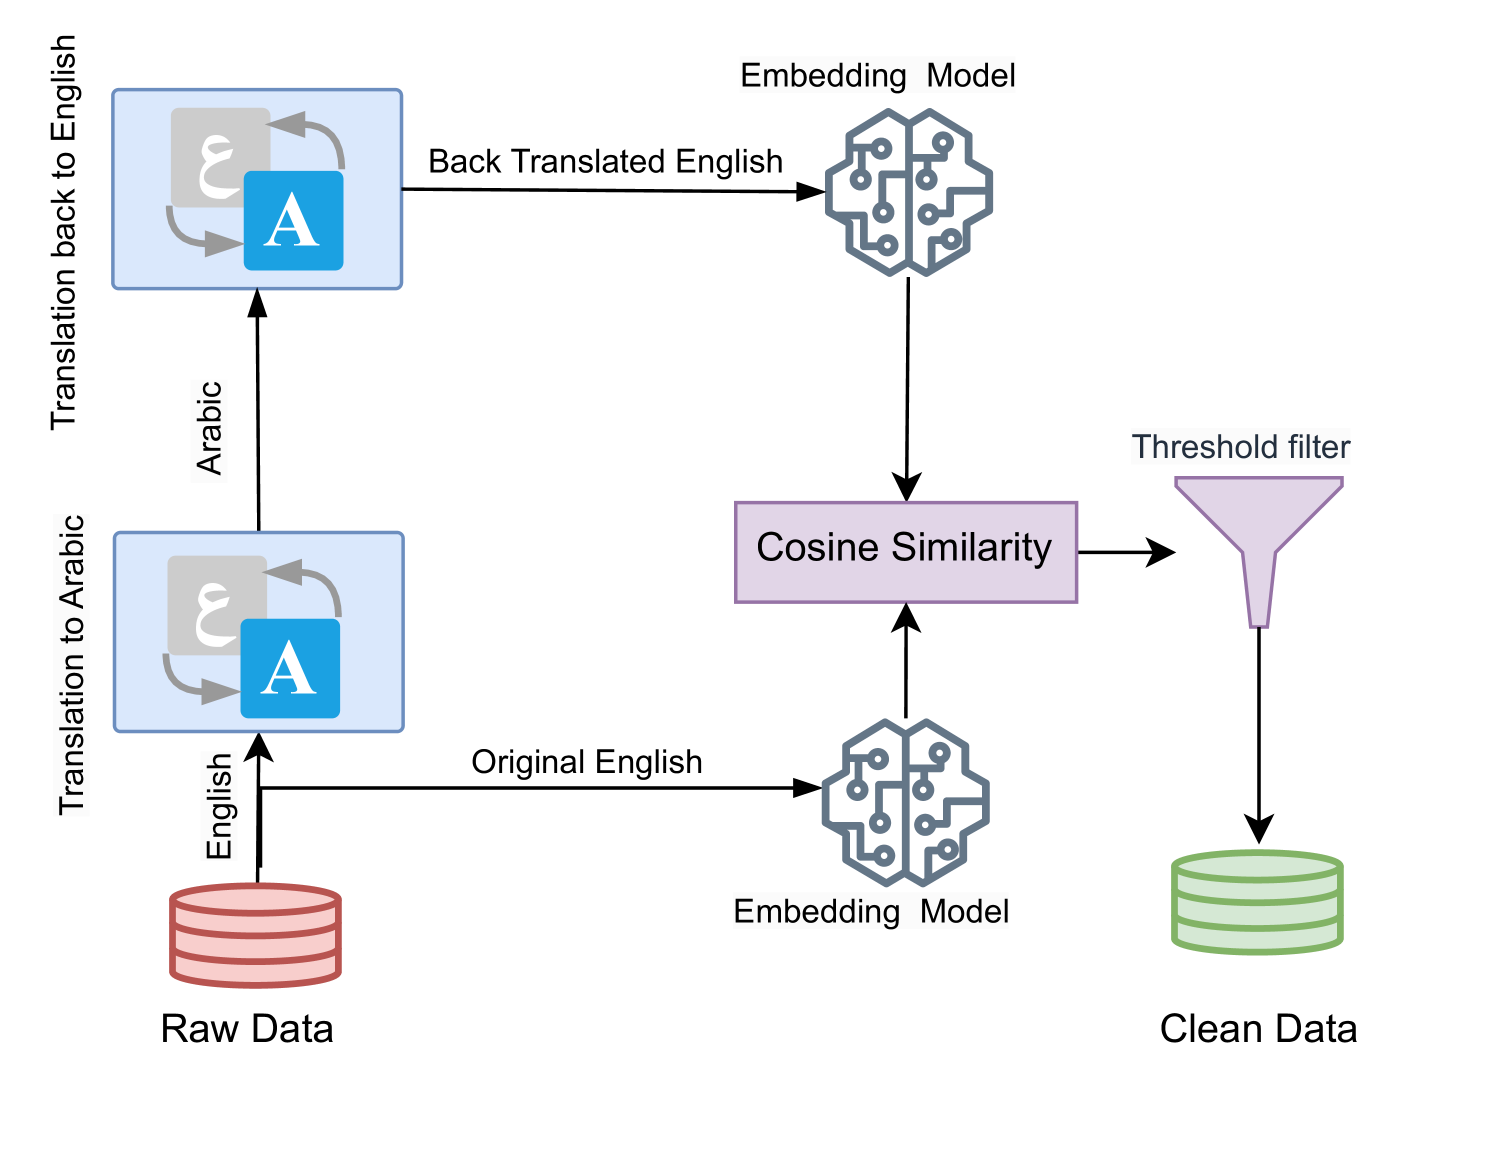 Embedding  Model
Translation back to English
ع
A
Back Translated English
Arabic
Threshold filter
Cosine Similarity
Translation to Arabic
ع
A
English
Original English
Embedding  Model
Raw Data
Clean Data